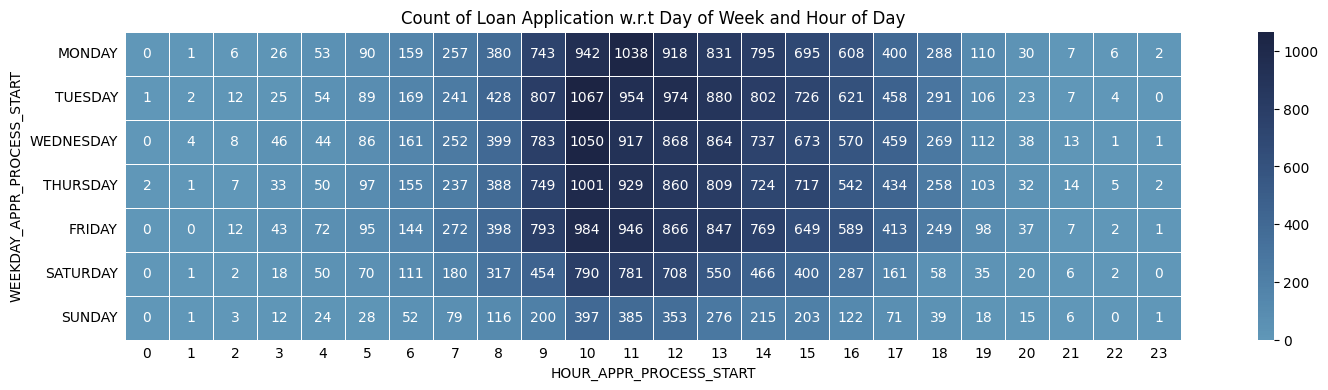 Count of Loan Application w.r.t Day of Week and Hour of Day
WEEKDAY_APPR_PROCESS_START
MONDAY 0 1 6 26 53 90 159 257 380 743 942 1038 918 831 795 695 608 400 288 110 30 7 6 2
TUESDAY 1 2 12 25 54 89 169 241 428 807 1067 954 974 880 802 726 621 458 291 106 23 7 4 0
WEDNESDAY 0 4 8 46 44 86 161 252 399 783 1050 917 868 864 737 673 570 459 269 112 38 13 1 1
THURSDAY 2 1 7 33 50 97 155 237 388 749 1001 929 860 809 724 717 542 434 258 103 32 14 5 2
FRIDAY 0 0 12 43 72 95 144 272 398 793 984 946 866 847 769 649 589 413 249 98 37 7 2 1
SATURDAY 0 1 2 18 50 70 111 180 317 454 790 781 708 550 466 400 287 161 58 35 20 6 2 0
SUNDAY 0 1 3 12 24 28 52 79 116 200 397 385 353 276 215 203 122 71 39 18 15 6 0 1
0 1 2 3 4 5 6 7 8 9 10 11 12 13 14 15 16 17 18 19 20 21 22 23
HOUR_APPR_PROCESS_START
1000
800
600
400
200
0